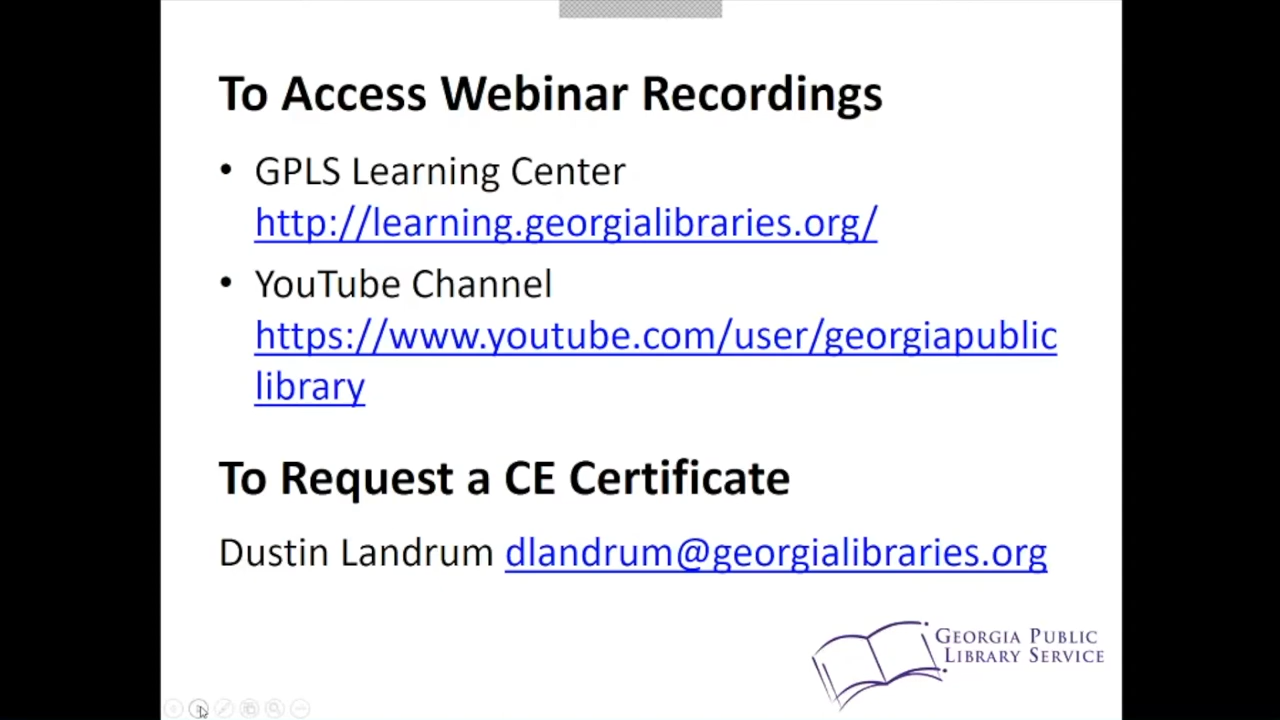 To Access Webinar Recordings
• GPLS Learning Center
http://learning.georgialibraries.org/
• YouTube Channel
https://www.youtube.com/user/georgiapublic
library
To Request a CE Certificate
Dustin Landrum dlandrum@georgialibraries.org
GEORGIA PUBLIC
LIBRARY SERVICE